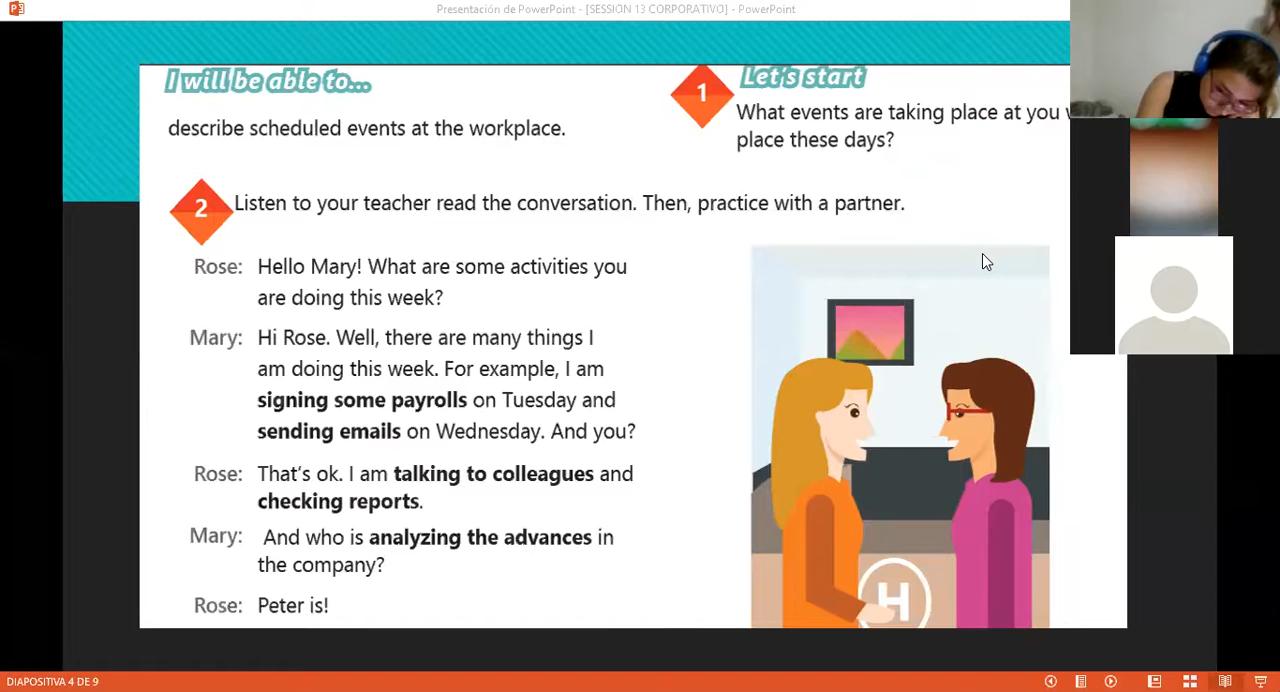 Presentación de PowerPoint - [SESSION 13 CORPORATIVO] - PowerPoint
I will be able to...
describe scheduled events at the workplace.
1
Let's start
What events are taking place at you
place these days?
2
Listen to your teacher read the conversation. Then, practice with a partner.
Rose: Hello Mary! What are some activities you
are doing this week?
Mary: Hi Rose. Well, there are many things I
am doing this week. For example, I am
signing some payrolls on Tuesday and
sending emails on Wednesday. And you?
Rose: That's ok. I am talking to colleagues and
checking reports.
Mary: And who is analyzing the advances in
the company?
Rose: Peter is!
H
DIAPOSITIVA 4 DE 9